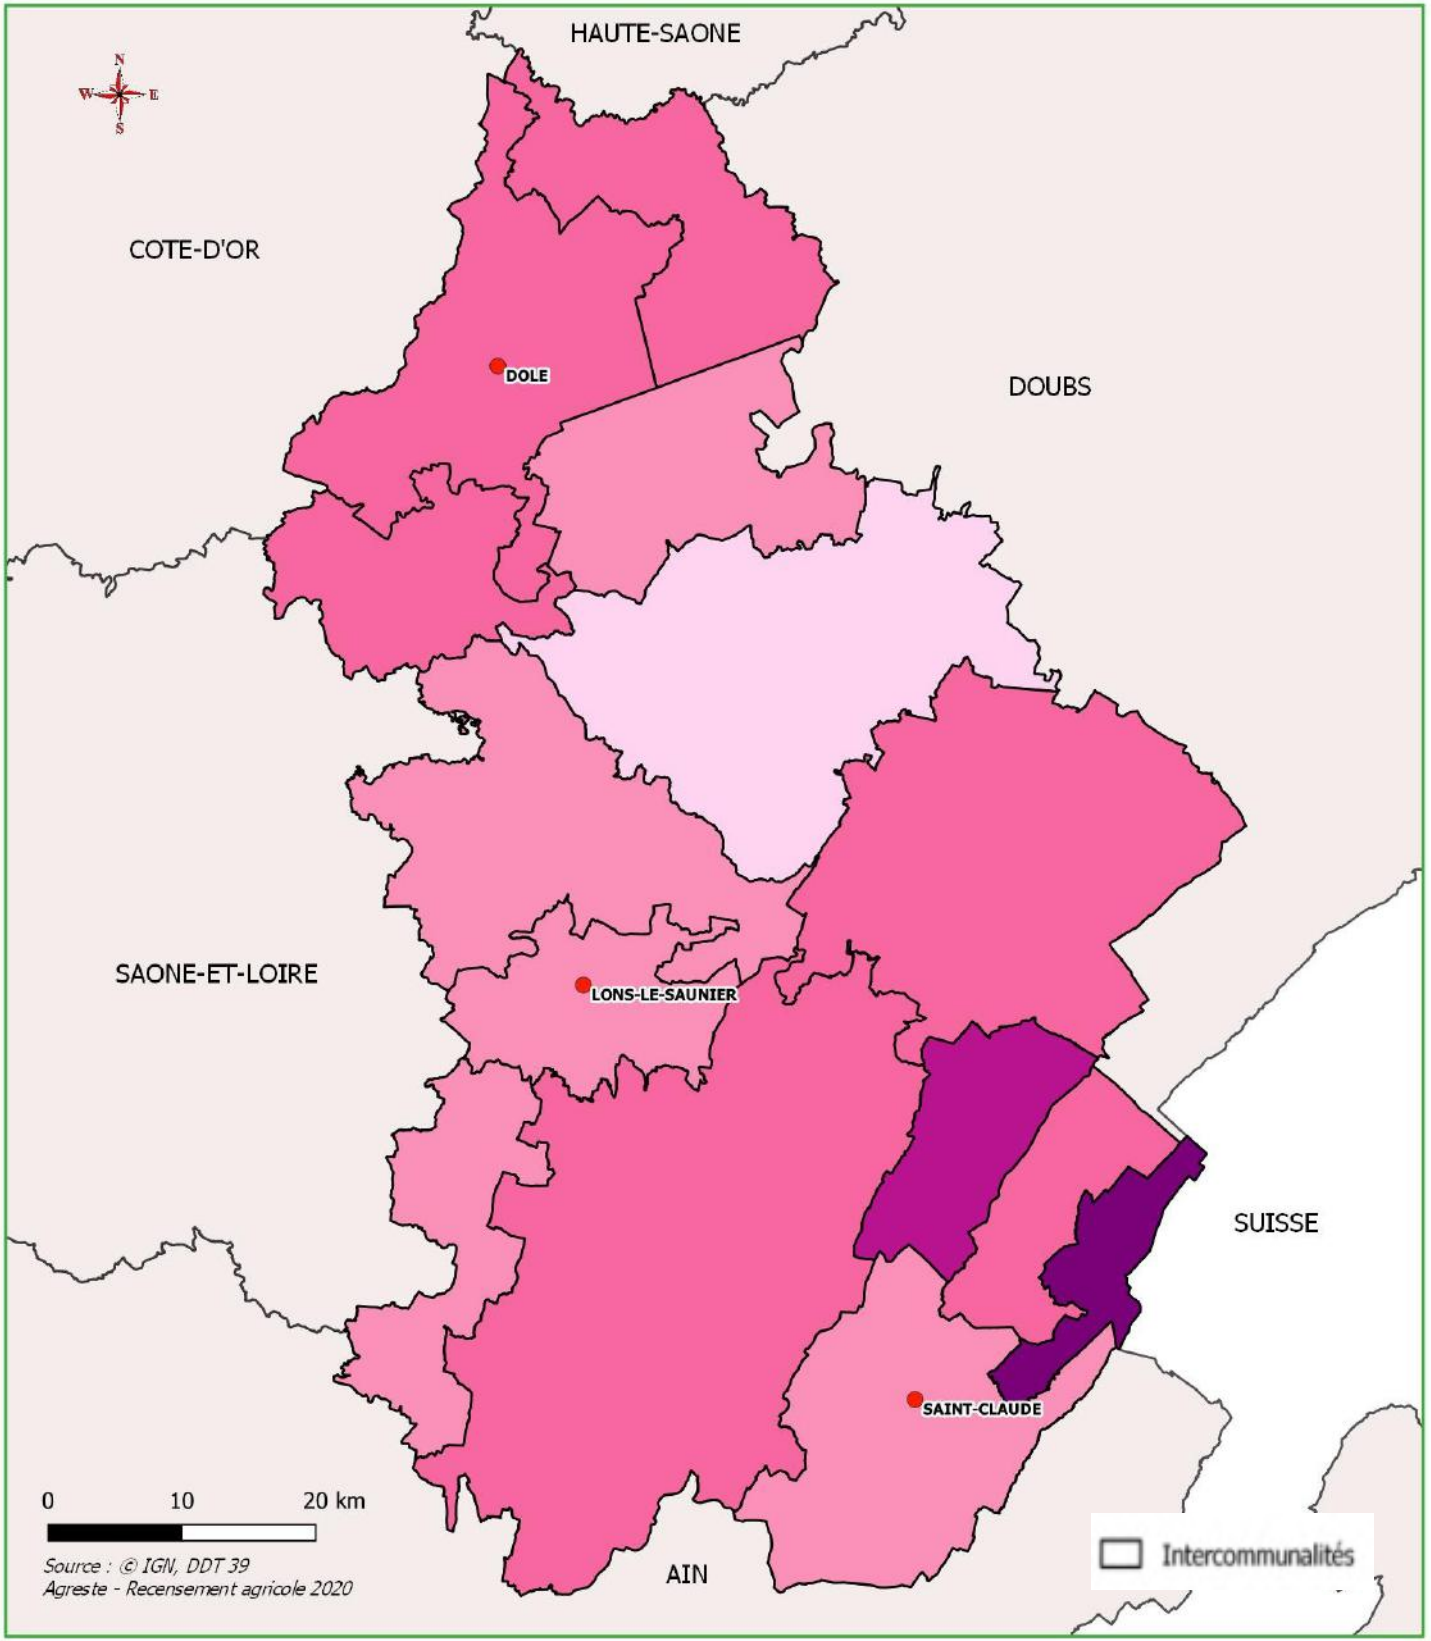 HAUTE-SAONE
N
W E
S
COTE-D'OR
DOLE
DOUBS
SAONE-ET-LOIRE
LONS-LE-SAUNIER
SUISSE
SAINT-CLAUDE
0 10 20 km
Source : © IGN, DDT 39
Agreste - Recensement agricole 2020
AIN
Intercommunalités